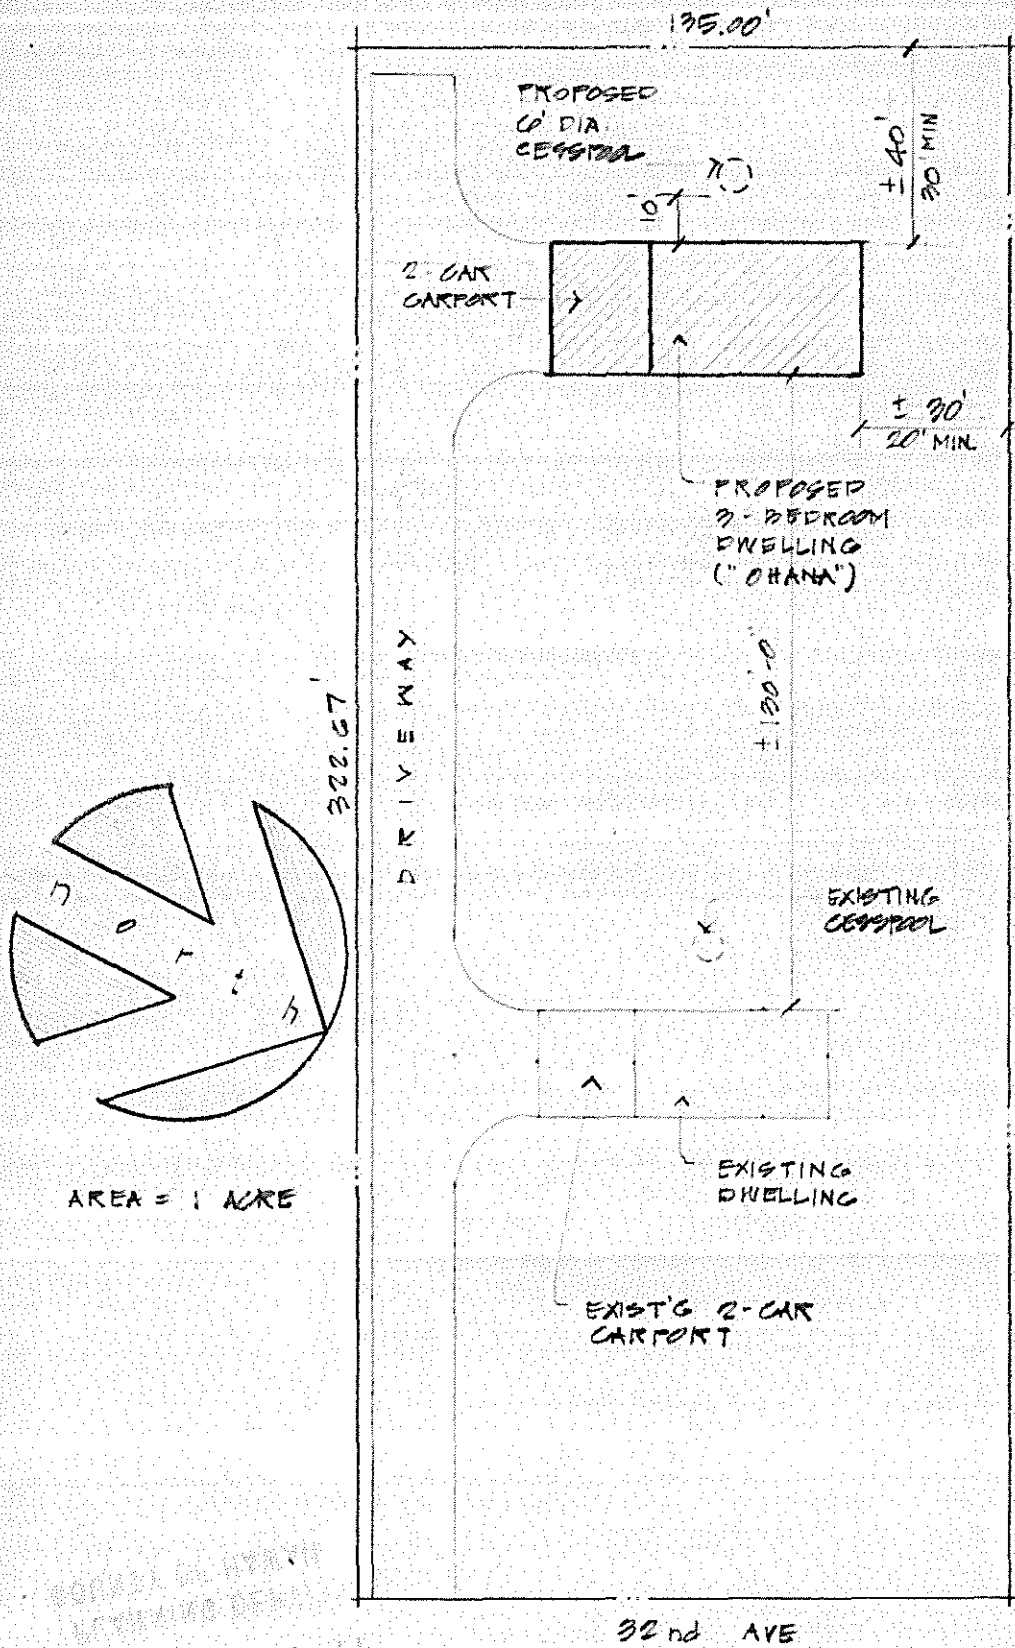 135.00'
PROPOSED
6' DIA.
CESSPOOL
10'
± 40'
30' MIN
2-CAR
CARPORT
± 30'
20' MIN.
PROPOSED
3-BEDROOM
DWELLING
("OHANA")
322.67'
DRIVEWAY
±130'-0"
north
EXISTING
CESSPOOL
AREA = 1 ACRE
EXISTING
DWELLING
EXIST'G 2-CAR
CARPORT
32nd AVE